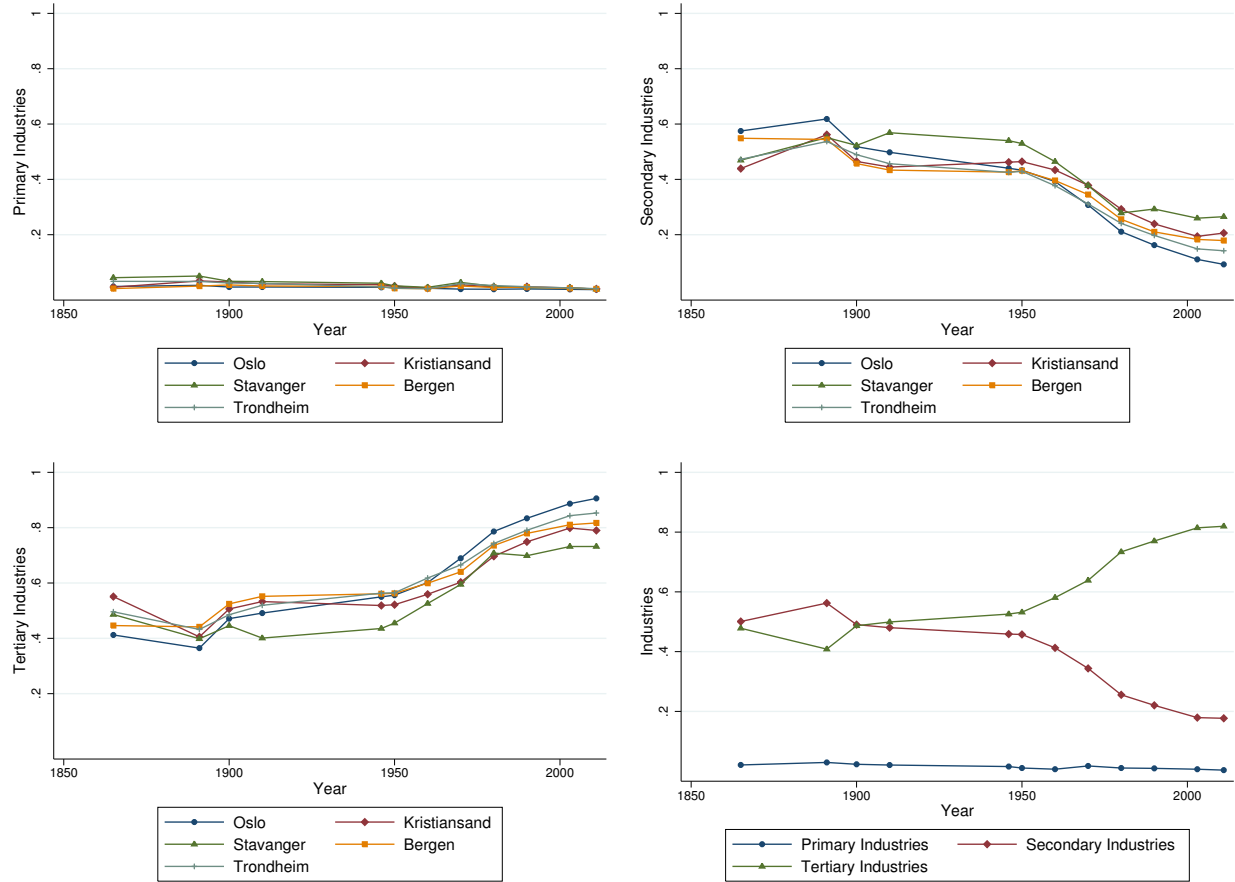 Primary Industries
1
.8
.6
.4
.2
1850 1900 1950 2000
Year
Oslo Kristiansand
Stavanger Bergen
Trondheim
Secondary Industries
1
.8
.6
.4
.2
1850 1900 1950 2000
Year
Oslo Kristiansand
Stavanger Bergen
Trondheim
Tertiary Industries
1
.8
.6
.4
.2
1850 1900 1950 2000
Year
Oslo Kristiansand
Stavanger Bergen
Trondheim
Industries
1
.8
.6
.4
.2
1850 1900 1950 2000
Year
Primary Industries Secondary Industries
Tertiary Industries